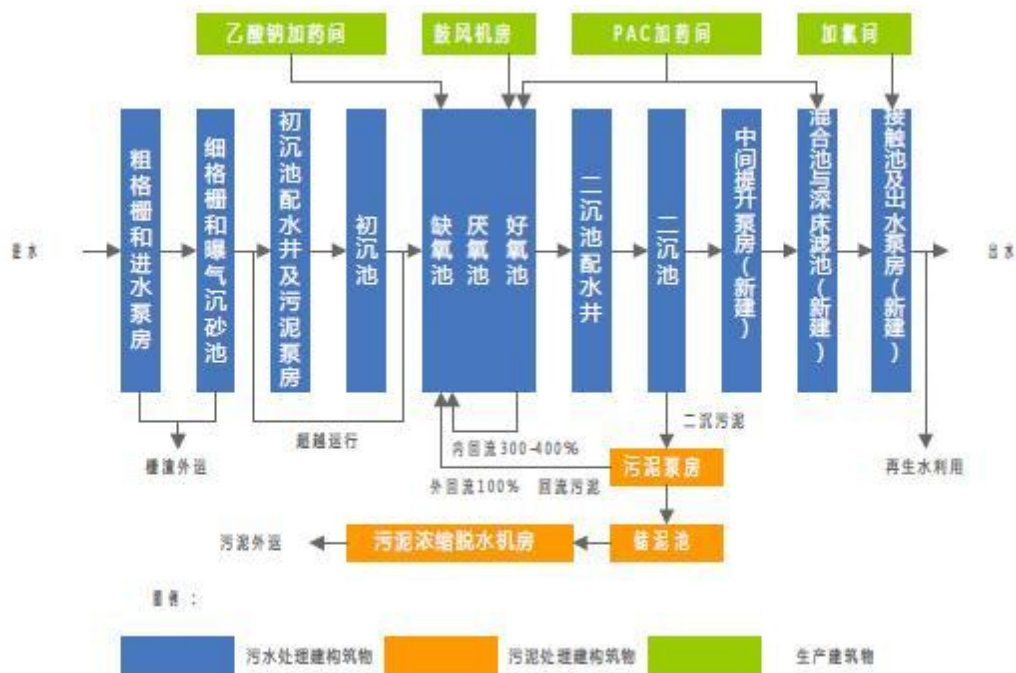 乙酸钠加药间
鼓风机房
PAC加药间
加氯间
进水
粗格栅和进水泵房
细格栅和曝气沉砂池
初沉池配水井及污泥泵房
初沉池
缺氧池
厌氧池
好氧池
二沉池配水井
二沉池
中间提升泵房(新建)
混合池与深床滤池(新建)
接触池及出水泵房(新建)
出水
栅渣外运
超越运行
内回流300-400%
外回流100% 回流污泥
二沉污泥
污泥泵房
再生水利用
污泥外运
污泥浓缩脱水机房
储泥池
图例：
污水处理建构筑物
污泥处理建构筑物
生产建筑物